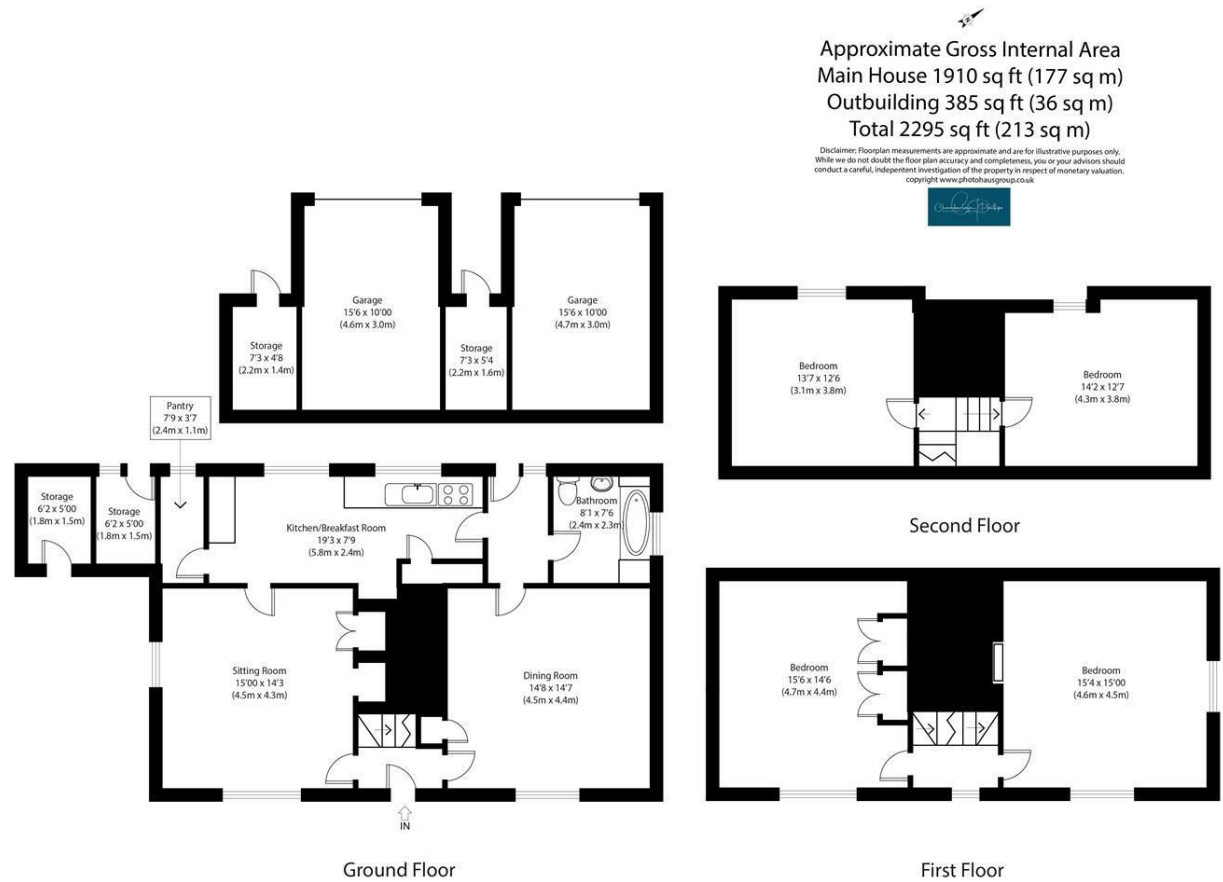 Approximate Gross Internal Area
Main House 1910 sq ft (177 sq m)
Outbuilding 385 sq ft (36 sq m)
Total 2295 sq ft (213 sq m)
Disclaimer: Floorplan measurements are approximate and are for illustrative purposes only.
While we do not doubt the floor plan accuracy and completeness, you or your advisors should
conduct a careful, indepentent investigation of the property in respect of monetary valuation.
copyright www.photohausgroup.co.uk
Chamberlain Phillips
Garage
15'6 x 10'00
(4.6m x 3.0m)
Garage
15'6 x 10'00
(4.7m x 3.0m)
Storage
7'3 x 4'8
(2.2m x 1.4m)
Storage
7'3 x 5'4
(2.2m x 1.6m)
Pantry
7'9 x 3'7
(2.4m x 1.1m)
Storage
6'2 x 5'00
(1.8m x 1.5m)
Storage
6'2 x 5'00
(1.8m x 1.5m)
Kitchen/Breakfast Room
19'3 x 7'9
(5.8m x 2.4m)
Bathroom
8'1 x 7'6
(2.4m x 2.3m)
Sitting Room
15'00 x 14'3
(4.5m x 4.3m)
Dining Room
14'8 x 14'7
(4.5m x 4.4m)
IN
Ground Floor
Bedroom
13'7 x 12'6
(3.1m x 3.8m)
Bedroom
14'2 x 12'7
(4.3m x 3.8m)
Second Floor
Bedroom
15'6 x 14'6
(4.7m x 4.4m)
Bedroom
15'4 x 15'00
(4.6m x 4.5m)
First Floor